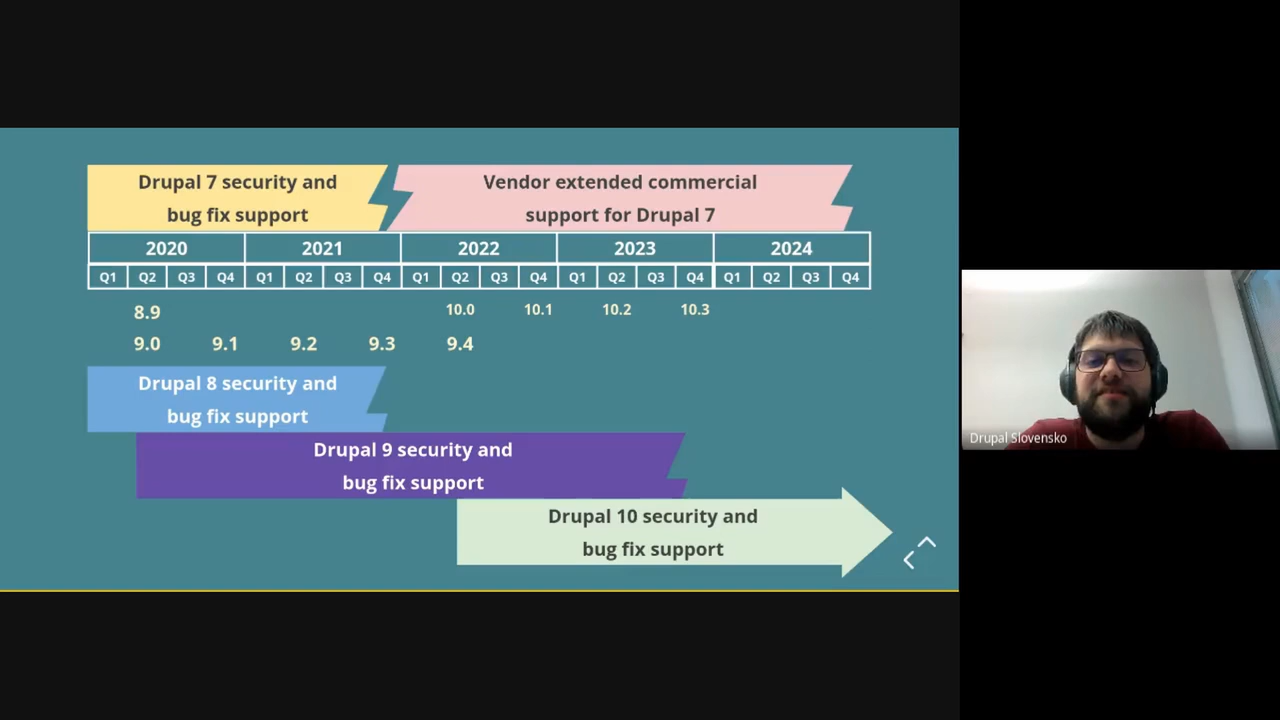 Drupal 7 security and
bug fix support
Vendor extended commercial
support for Drupal 7
2020 2021 2022 2023 2024
Q1 Q2 Q3 Q4 Q1 Q2 Q3 Q4 Q1 Q2 Q3 Q4 Q1 Q2 Q3 Q4 Q1 Q2 Q3 Q4
8.9 10.0 10.1 10.2 10.3
9.0 9.1 9.2 9.3 9.4
Drupal 8 security and
bug fix support
Drupal 9 security and
bug fix support
Drupal 10 security and
bug fix support
Drupal Slovensko